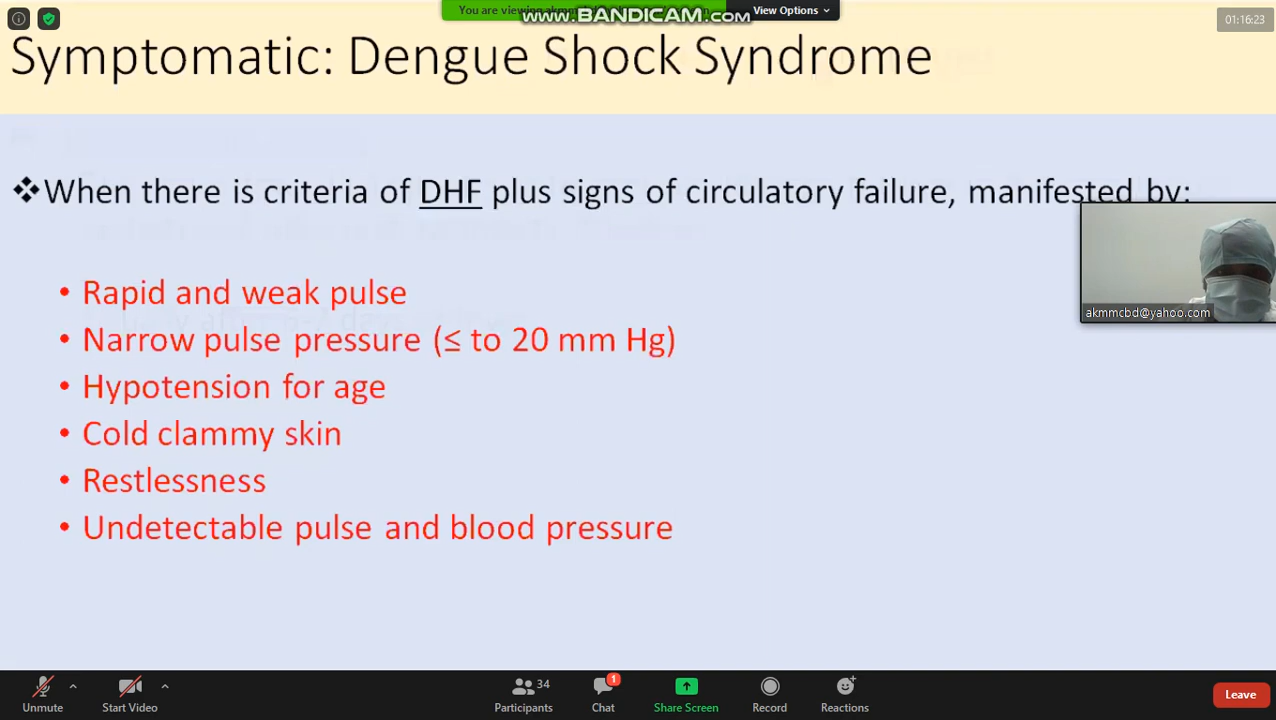 You are viewing akmm
www.BANDICAM.com
View Options
01:16:23
Symptomatic: Dengue Shock Syndrome
❖When there is criteria of DHF plus signs of circulatory failure, manifested by:
• Rapid and weak pulse
• Narrow pulse pressure (≤ to 20 mm Hg)
• Hypotension for age
• Cold clammy skin
• Restlessness
• Undetectable pulse and blood pressure
akmmcbd@yahoo.com
Unmute
Start Video
34
Participants
1
Chat
Share Screen
Record
Reactions
Leave